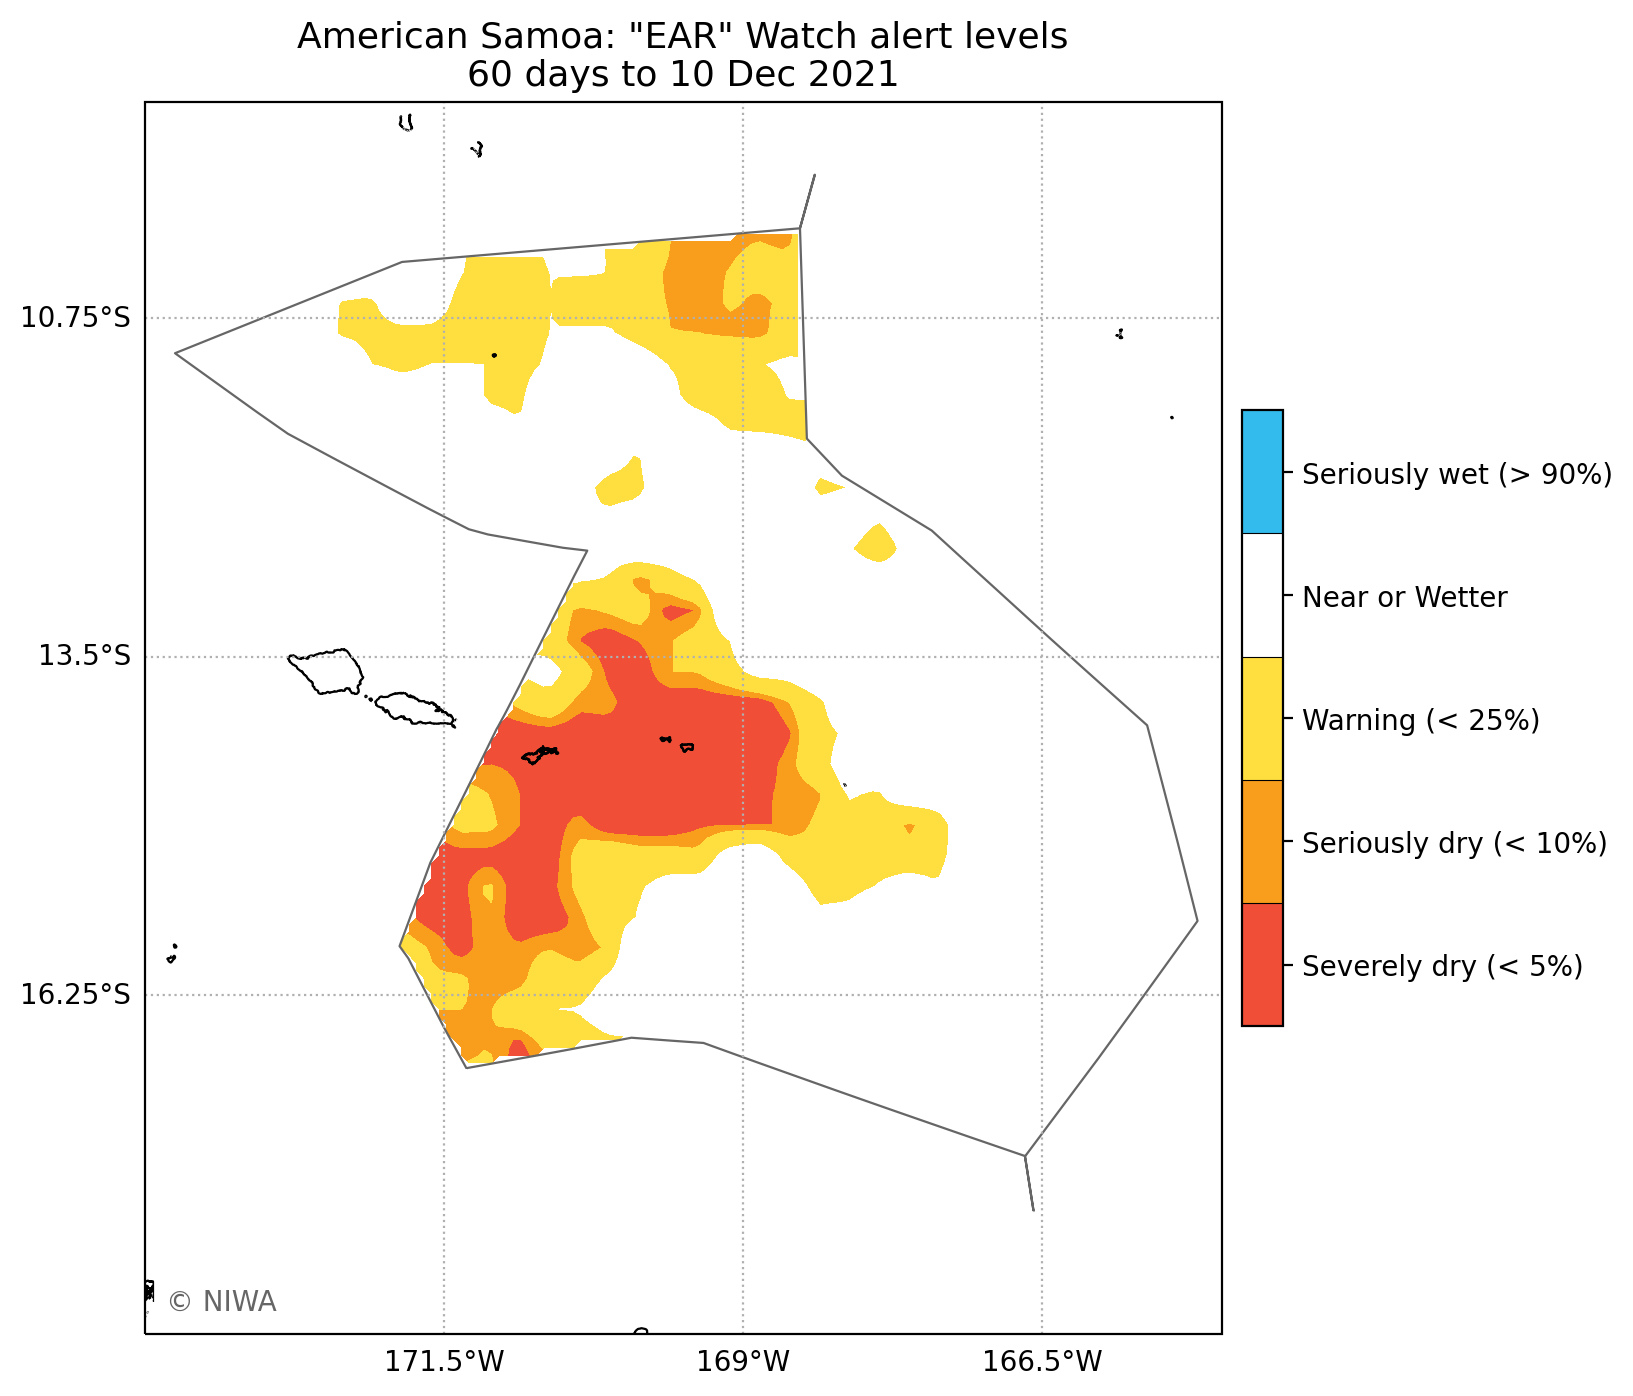 American Samoa: "EAR" Watch alert levels
60 days to 10 Dec 2021
10.75°S
13.5°S
16.25°S
171.5°W
169°W
166.5°W
Seriously wet (> 90%)
Near or Wetter
Warning (< 25%)
Seriously dry (< 10%)
Severely dry (< 5%)
© NIWA